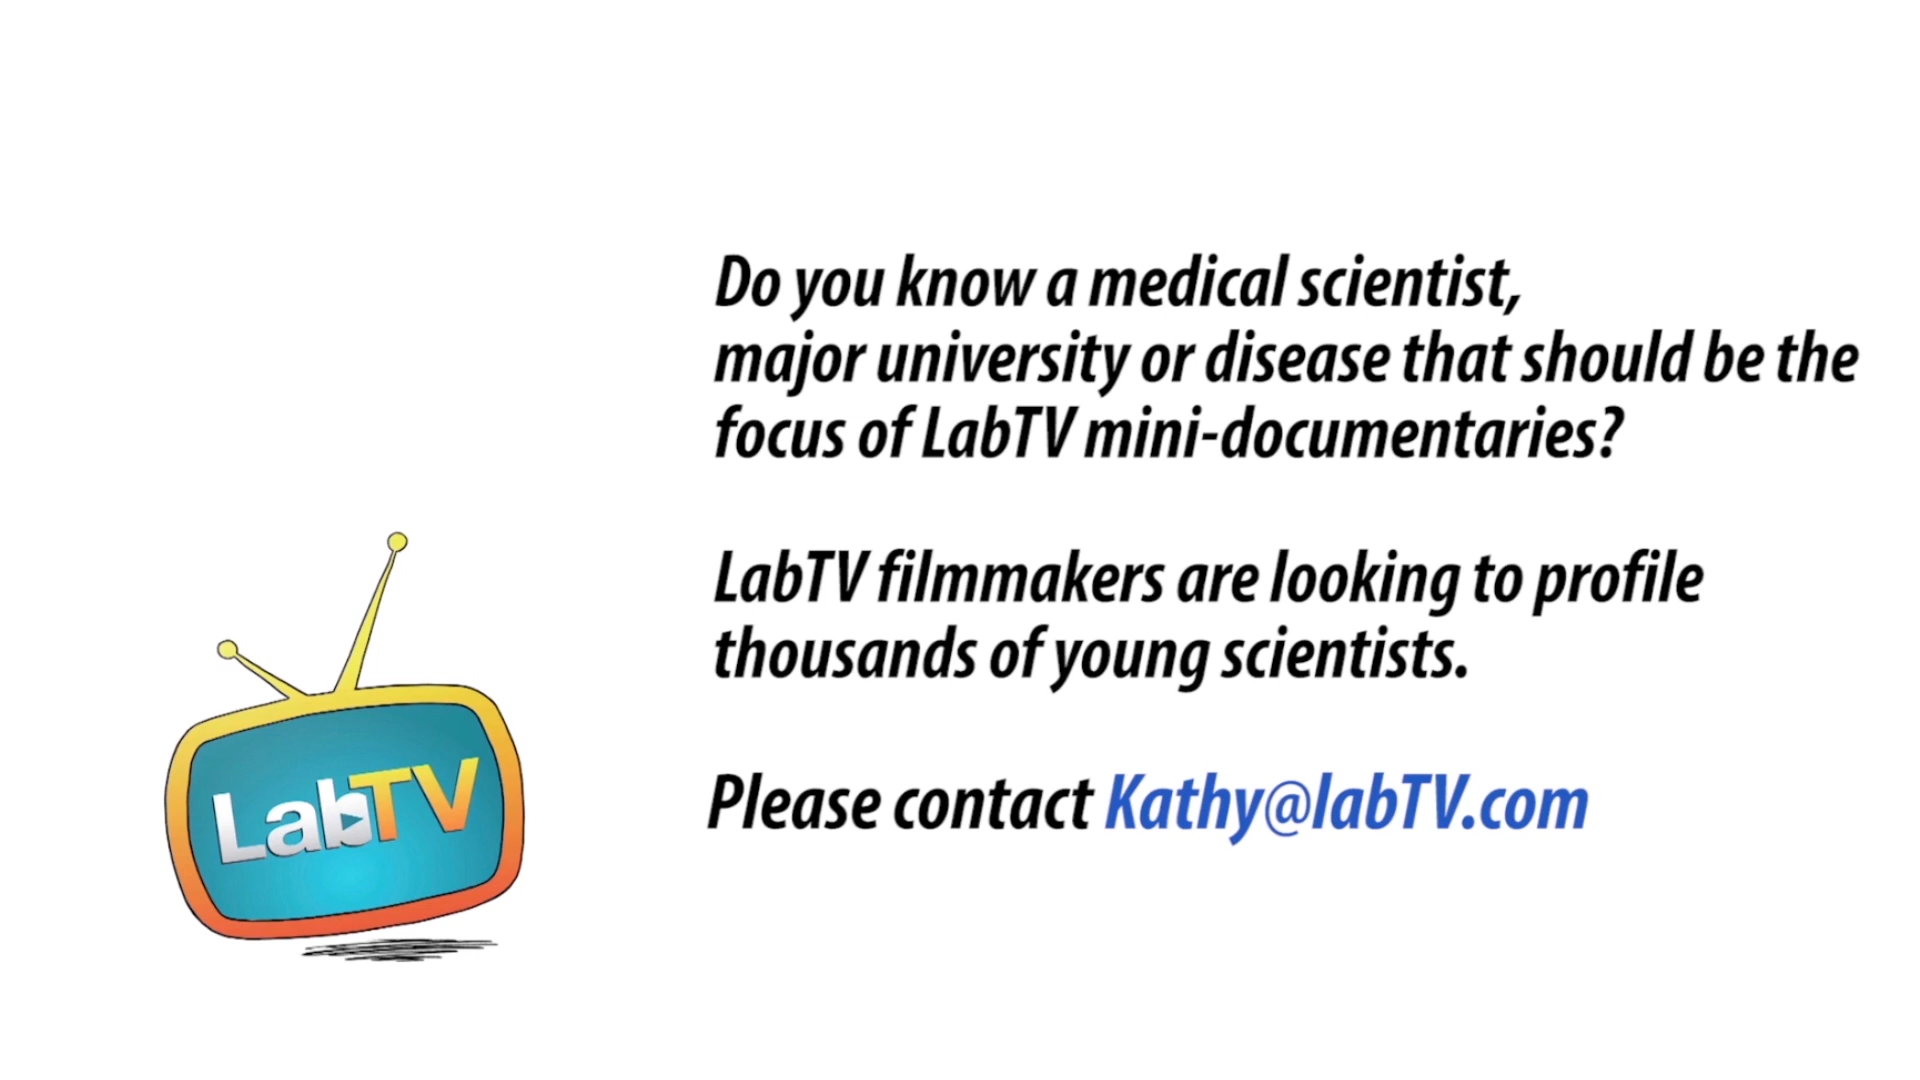 Do you know a medical scientist,
major university or disease that should be the
focus of LabTV mini-documentaries?
LabTV filmmakers are looking to profile
thousands of young scientists.
Please contact Kathy@labTV.com
LabTV